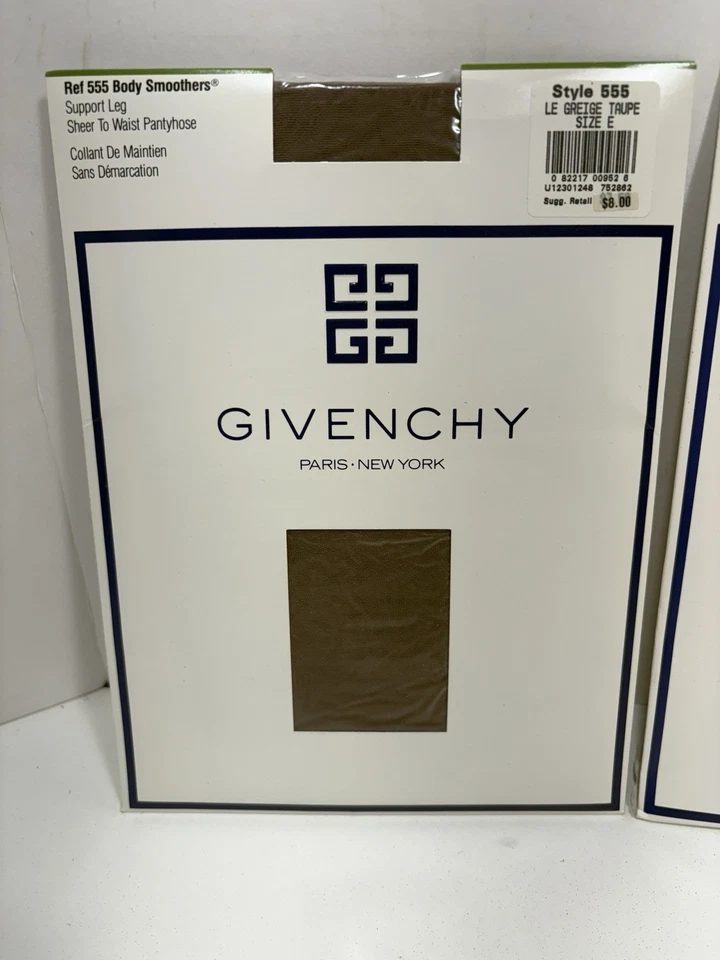 Ref 555 Body Smoothers®
Support Leg
Sheer To Waist Pantyhose
Collant De Maintien
Sans Démarcation
Style 555
LE GREIGE TAUPE
SIZE E
0 82217 00952 6
U12301248 752862
Sugg. Retail $8.00
GIVENCHY
PARIS·NEW YORK